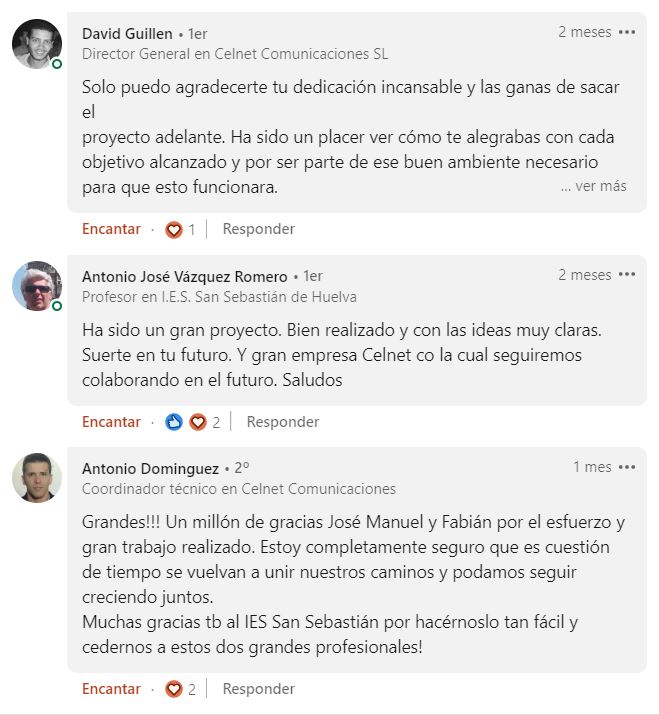 David Guillen • 1er
2 meses •••
Director General en Celnet Comunicaciones SL
Solo puedo agradecerte tu dedicación incansable y las ganas de sacar
el
proyecto adelante. Ha sido un placer ver cómo te alegrabas con cada
objetivo alcanzado y por ser parte de ese buen ambiente necesario
para que esto funcionara.
... ver más
Encantar · 1 | Responder
Antonio José Vázquez Romero • 1er
2 meses •••
Profesor en I.E.S. San Sebastián de Huelva
Ha sido un gran proyecto. Bien realizado y con las ideas muy claras.
Suerte en tu futuro. Y gran empresa Celnet co la cual seguiremos
colaborando en el futuro. Saludos
Encantar · 2 | Responder
Antonio Dominguez • 2º
1 mes •••
Coordinador técnico en Celnet Comunicaciones
Grandes!!! Un millón de gracias José Manuel y Fabián por el esfuerzo y
gran trabajo realizado. Estoy completamente seguro que es cuestión
de tiempo se vuelvan a unir nuestros caminos y podamos seguir
creciendo juntos.
Muchas gracias tb al IES San Sebastián por hacérnoslo tan fácil y
cedernos a estos dos grandes profesionales!
Encantar · 2 | Responder